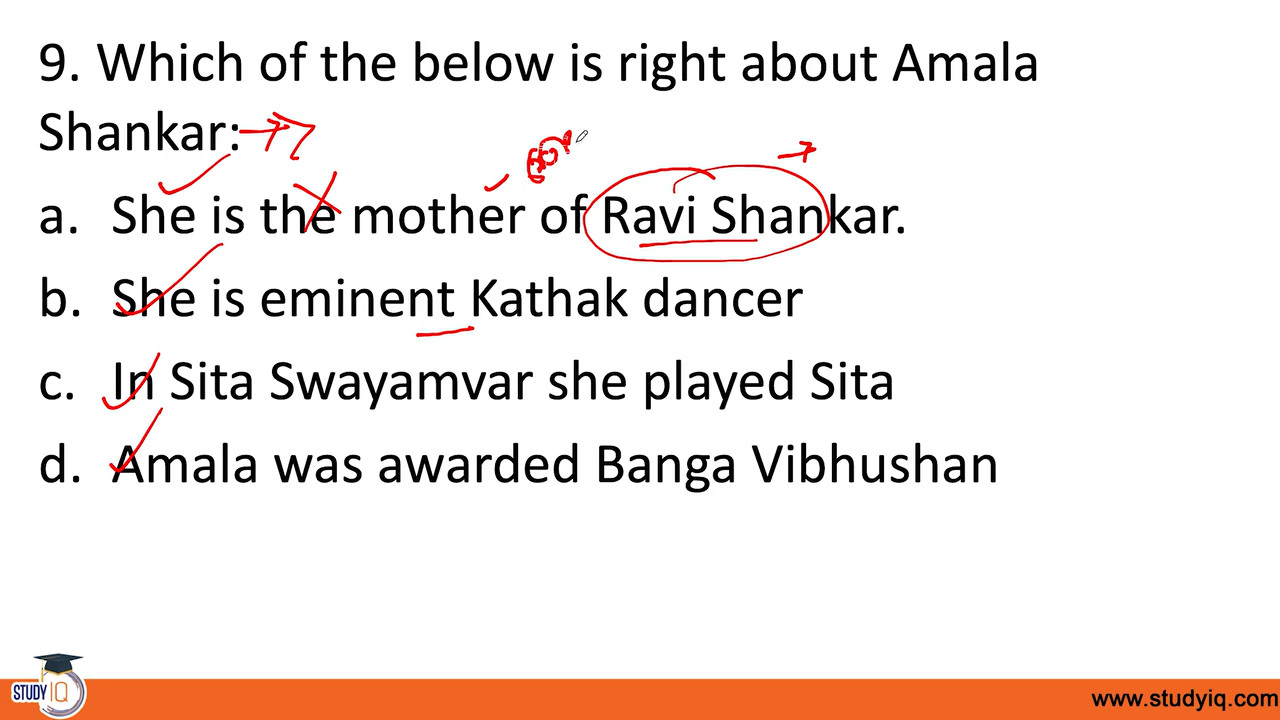 9. Which of the below is right about Amala
Shankar:
a. She is the mother of Ravi Shankar.
b. She is eminent Kathak dancer
c. In Sita Swayamvar she played Sita
d. Amala was awarded Banga Vibhushan
STUDY IQ
www.studyiq.com